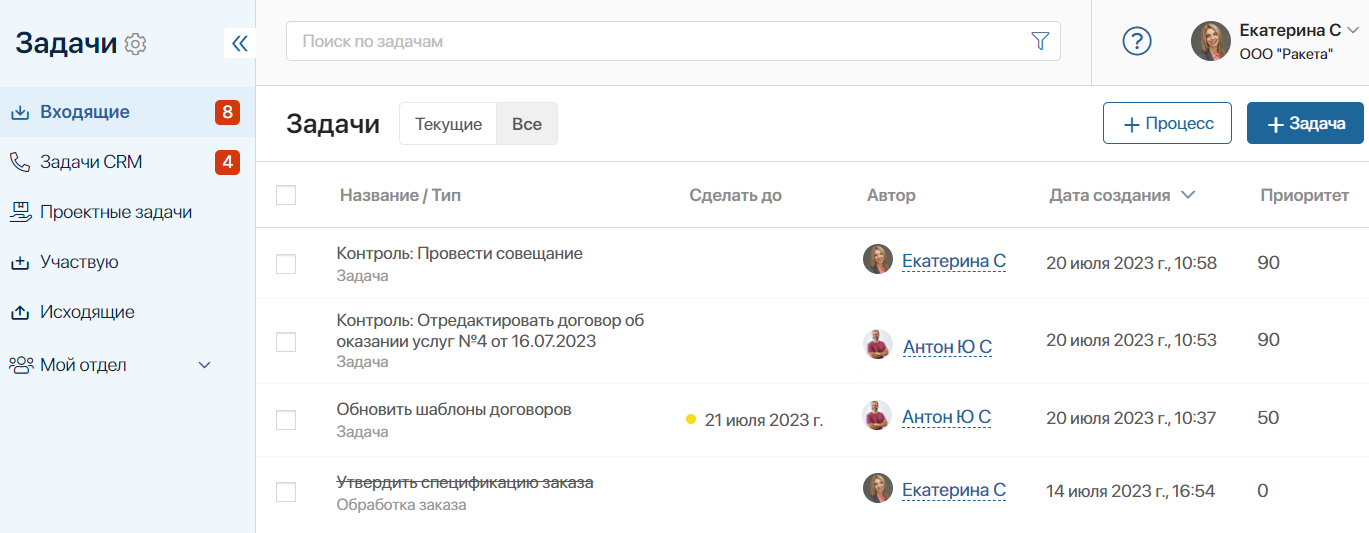 Задачи
Поиск по задачам
Екатерина С
ООО "Ракета"
Входящие 8
Задачи CRM 4
Проектные задачи
Участвую
Исходящие
Мой отдел
Задачи Текущие Все
Процесс Задача
Название / Тип Сделать до Автор Дата создания Приоритет
Контроль: Провести совещание
Задача
Екатерина С 20 июля 2023 г., 10:58 90
Контроль: Отредактировать договор об
оказании услуг №4 от 16.07.2023
Задача
Антон Ю С 20 июля 2023 г., 10:53 90
Обновить шаблоны договоров
Задача
21 июля 2023 г. Антон Ю С 20 июля 2023 г., 10:37 50
Утвердить спецификацию заказа
Обработка заказа
Екатерина С 14 июля 2023 г., 16:54 0